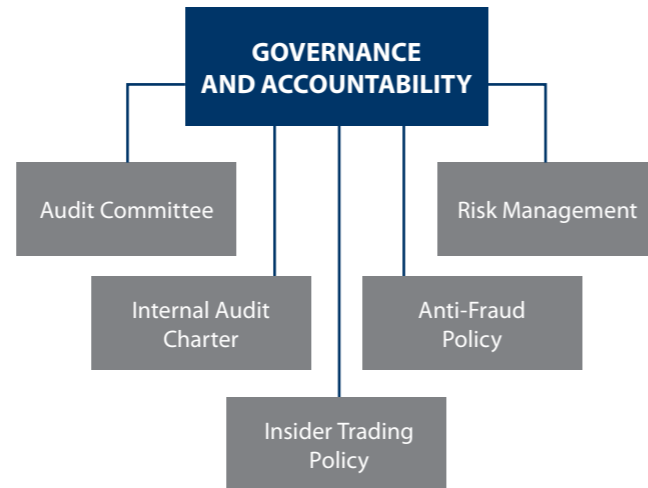 GOVERNANCE
AND ACCOUNTABILITY
Audit Committee
Risk Management
Internal Audit
Charter
Anti-Fraud
Policy
Insider Trading
Policy